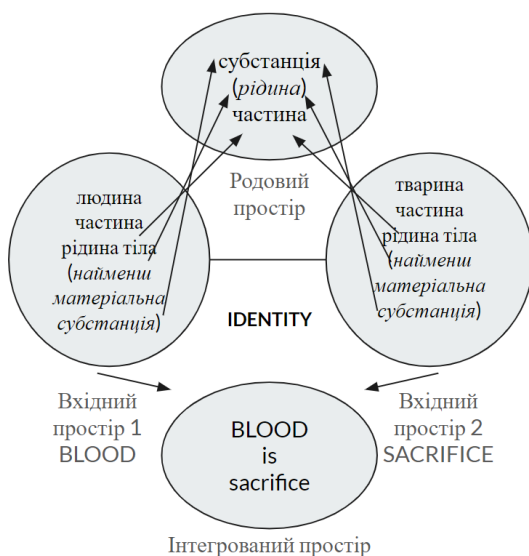 субстанція
(рідина)
частина
Родовий
простір
людина
частина
рідина тіла
(найменш
матеріальна
субстанція)
тварина
частина
рідина тіла
(найменш
матеріальна
субстанція)
IDENTITY
Вхідний
простір 1
BLOOD
BLOOD
is
sacrifice
Вхідний
простір 2
SACRIFICE
Інтегрований простір